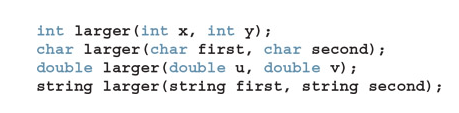 int larger(int x, int y);
char larger(char first, char second);
double larger(double u, double v);
string larger(string first, string second);